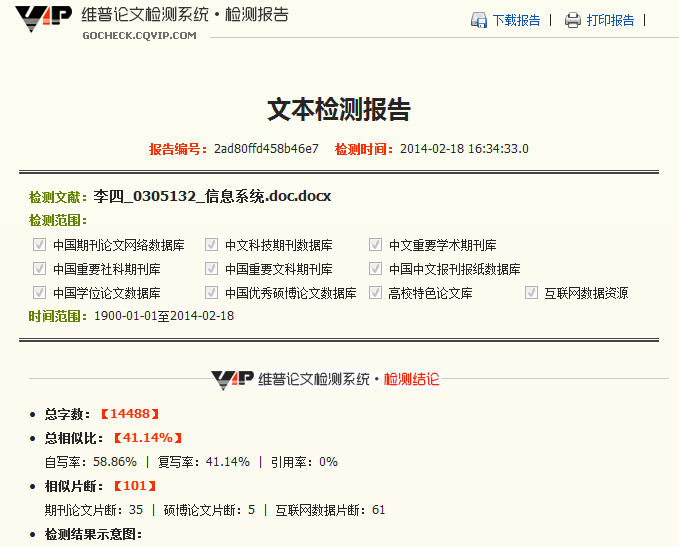 VIP 维普论文检测系统·检测报告
GOCHECK.CQVIP.COM
下载报告 | 打印报告 |
文本检测报告
报告编号：2ad80ffd458b46e7 检测时间：2014-02-18 16:34:33.0
检测文献：李四_0305132_信息系统.doc.docx
检测范围：
中国期刊论文网络数据库 中文科技期刊数据库 中文重要学术期刊库
中国重要社科期刊库 中国重要文科期刊库 中国中文报刊报纸数据库
中国学位论文数据库 中国优秀硕博论文数据库 高校特色论文库 互联网数据资源
时间范围：1900-01-01至2014-02-18
VIP 维普论文检测系统·检测结论
• 总字数：【14488】
• 总相似比：【41.14%】
自写率：58.86% | 复写率：41.14% | 引用率：0%
• 相似片断：【101】
期刊论文片断：35 | 硕博论文片断：5 | 互联网数据片断：61
• 检测结果示意图：